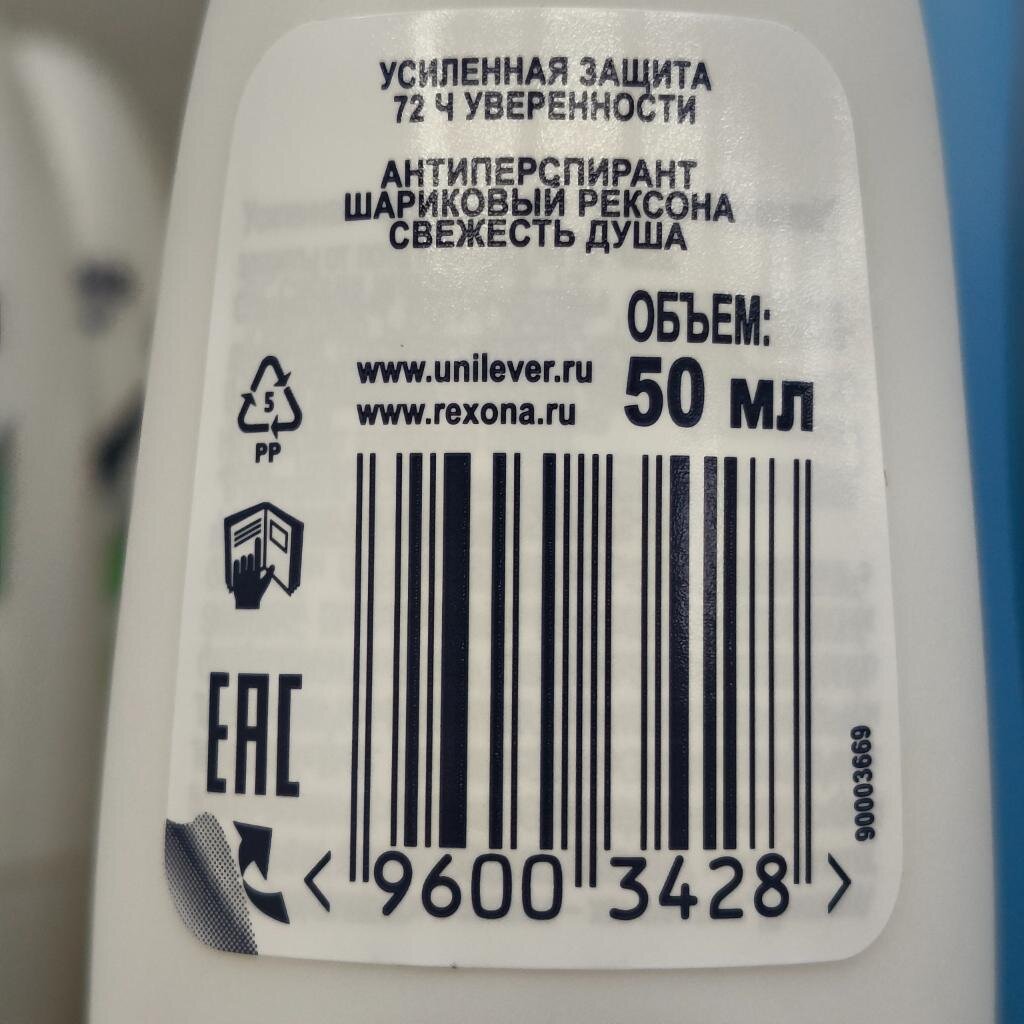 УСИЛЕННАЯ ЗАЩИТА
72 Ч УВЕРЕННОСТИ
АНТИПЕРСПИРАНТ
ШАРИКОВЫЙ РЕКСОНА
СВЕЖЕСТЬ ДУША
ОБЪЕМ:
50 МЛ
www.unilever.ru
www.rexona.ru
5
PP
EAC
90003669
<9600 3428>